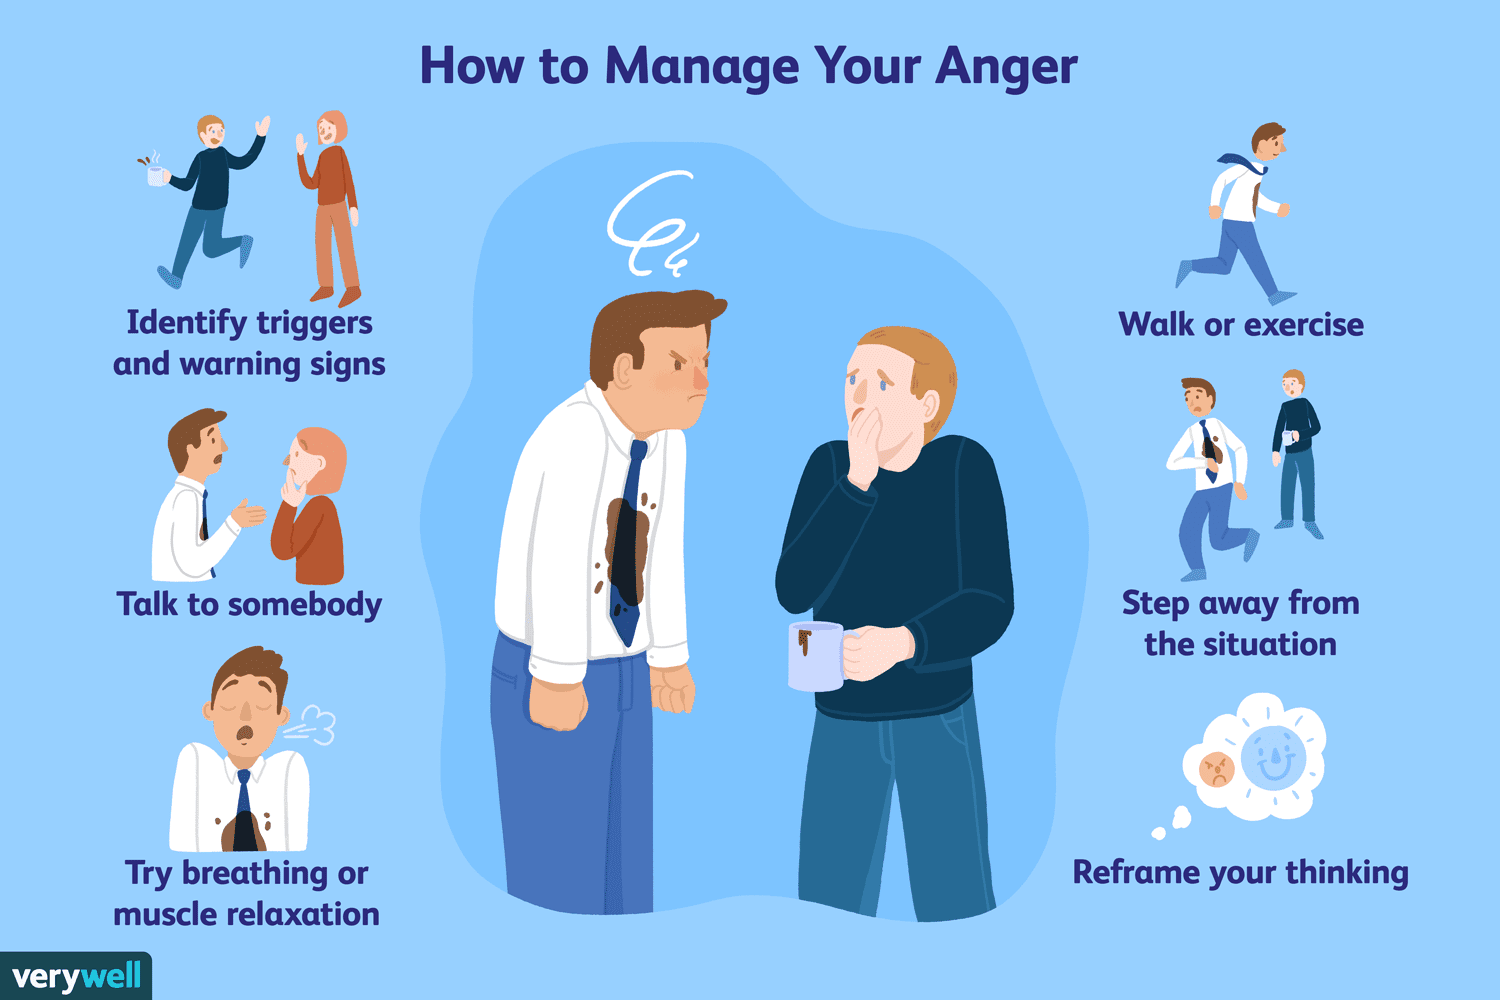 How to Manage Your Anger
Identify triggers
and warning signs
Talk to somebody
Try breathing or
muscle relaxation
Walk or exercise
Step away from
the situation
Reframe your thinking
verywell